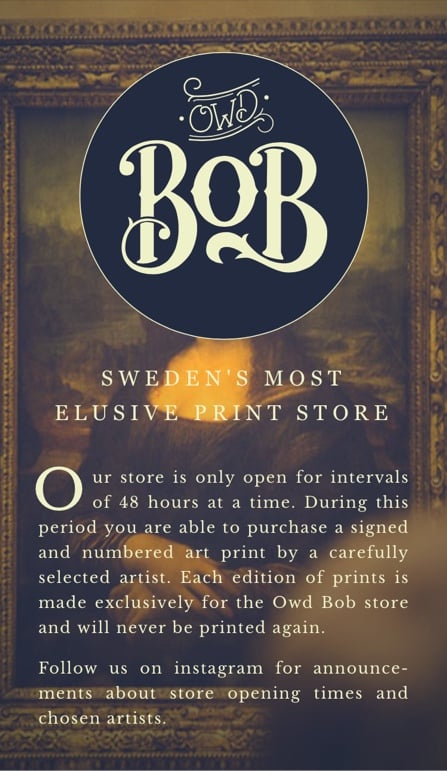 OWD
BOB
SWEDEN'S MOST
ELUSIVE PRINT STORE
Our store is only open for intervals
of 48 hours at a time. During this
period you are able to purchase a signed
and numbered art print by a carefully
selected artist. Each edition of prints is
made exclusively for the Owd Bob store
and will never be printed again.
Follow us on instagram for announce-
ments about store opening times and
chosen artists.